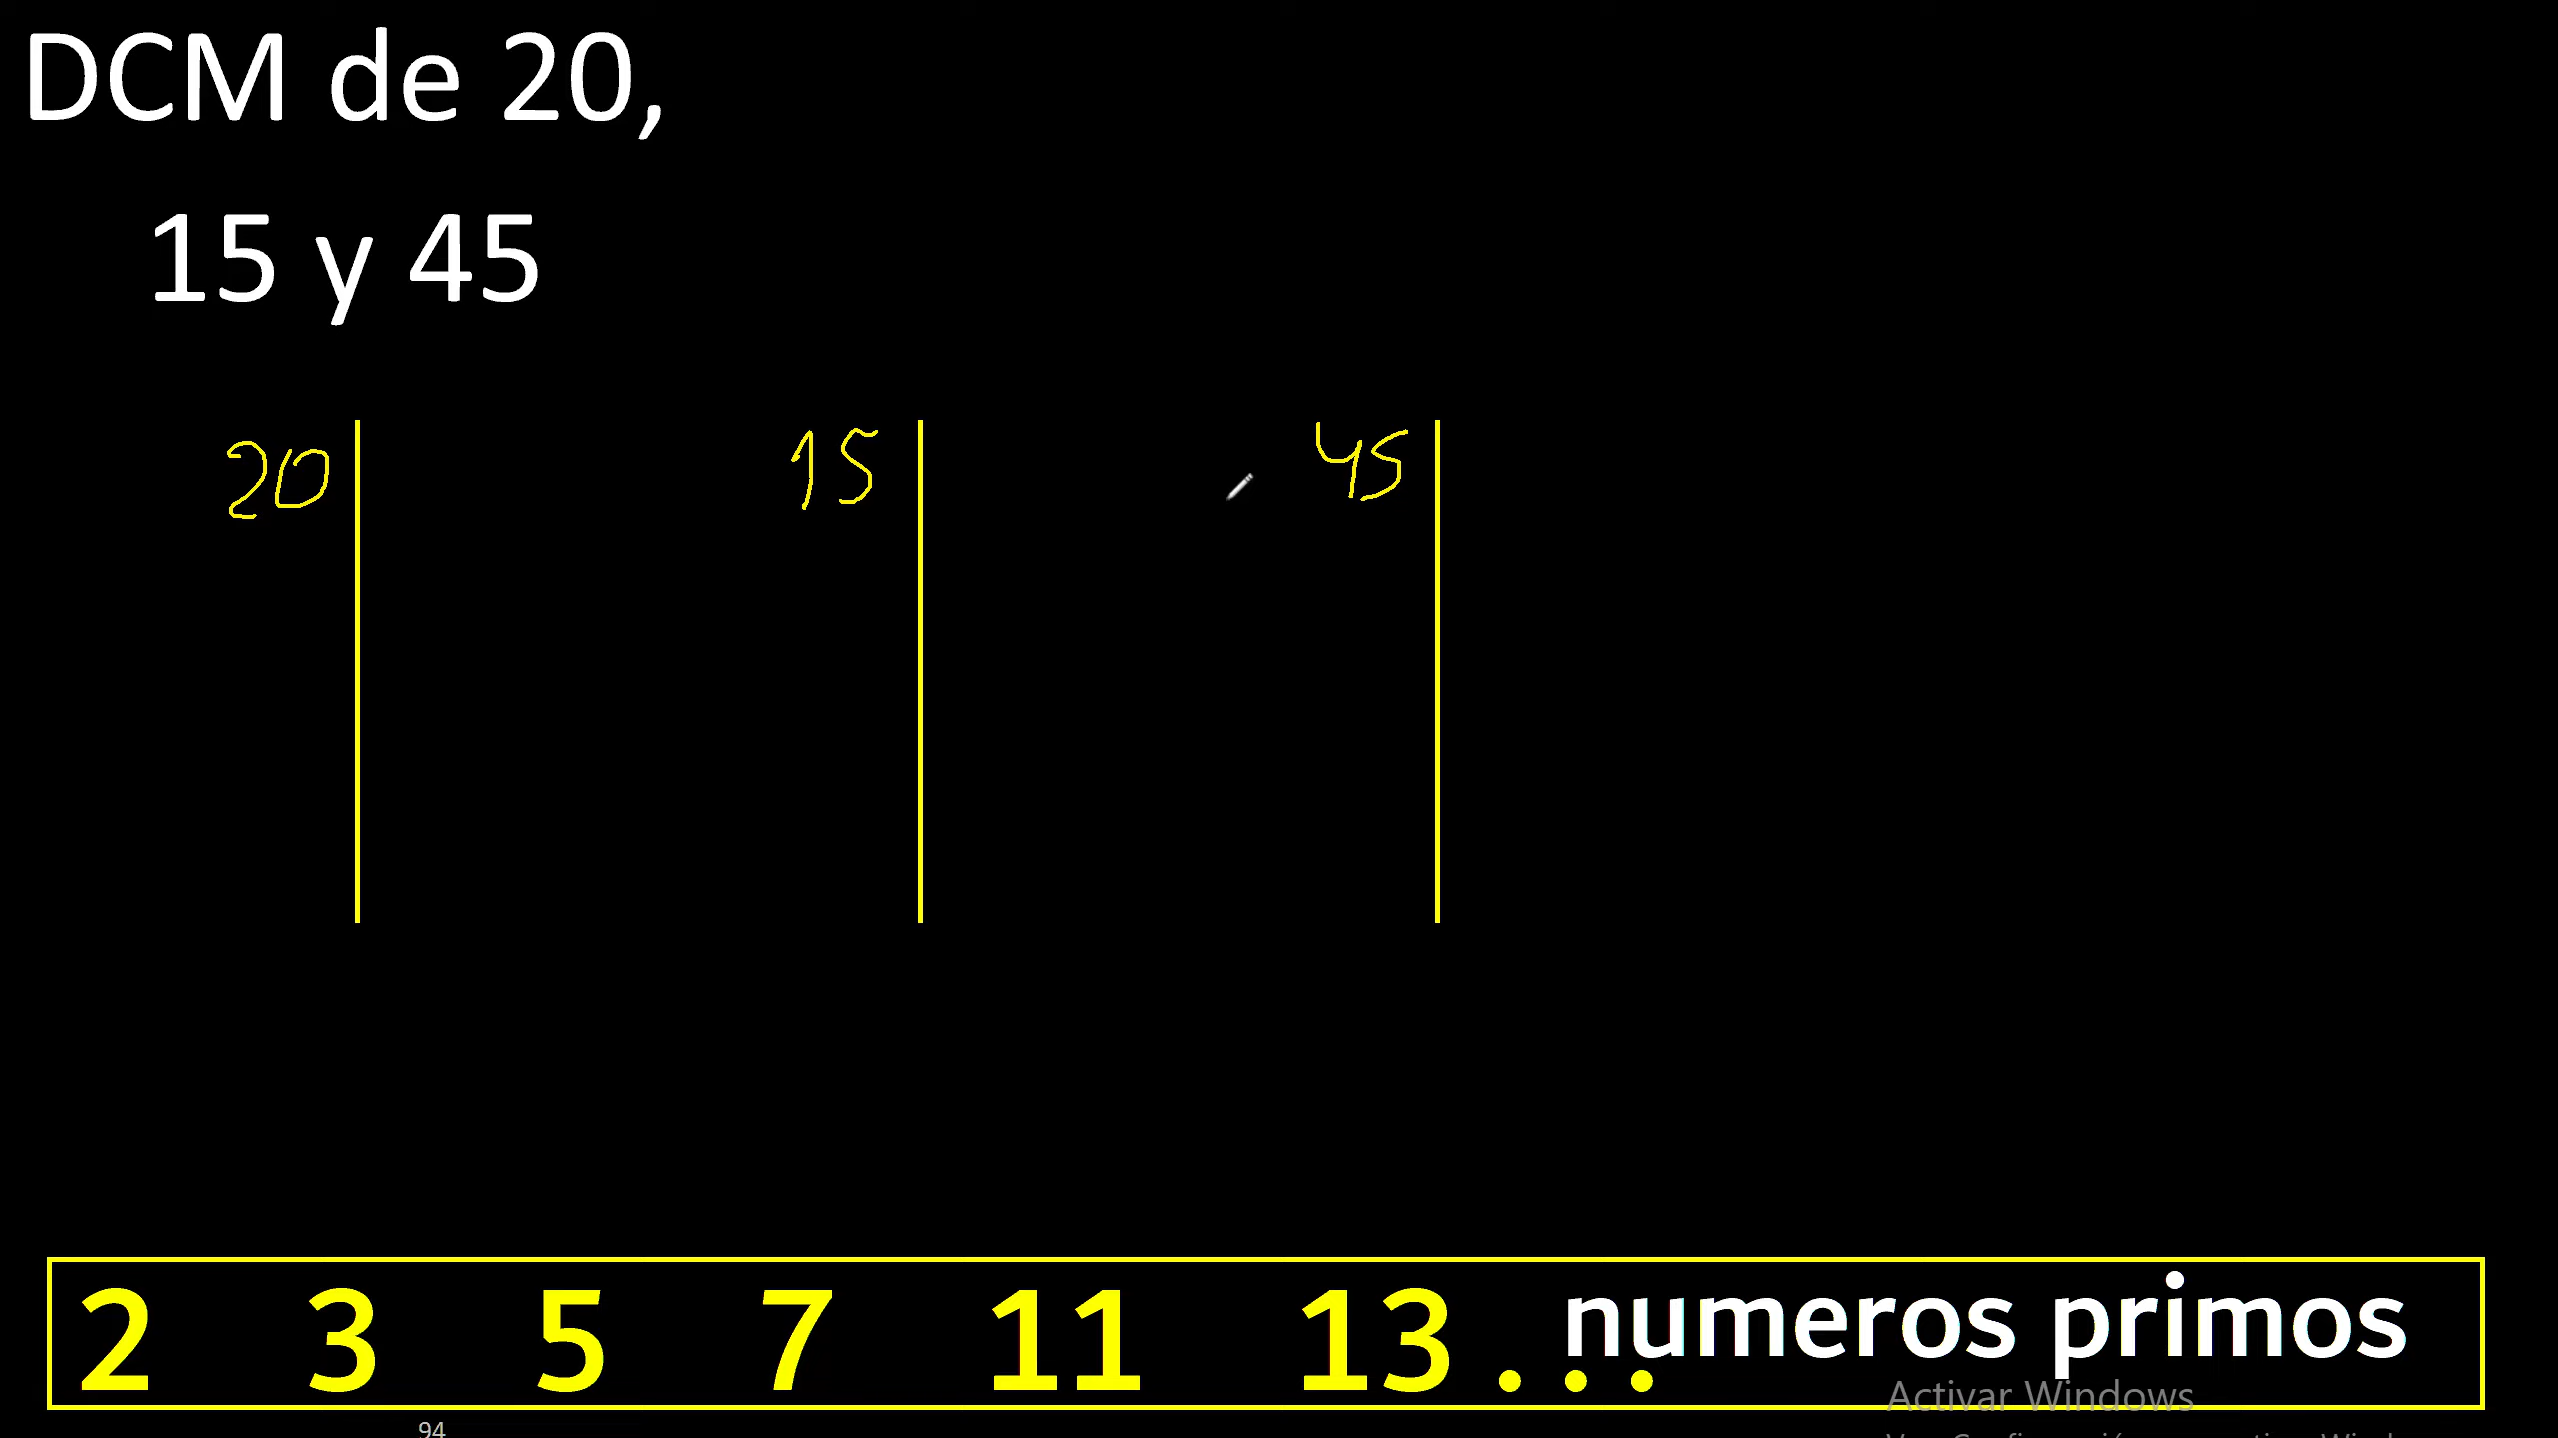 DCM de 20,
15 y 45
20 15 45
2 3 5 7 11 13 ... numeros primos
Activar Windows
94